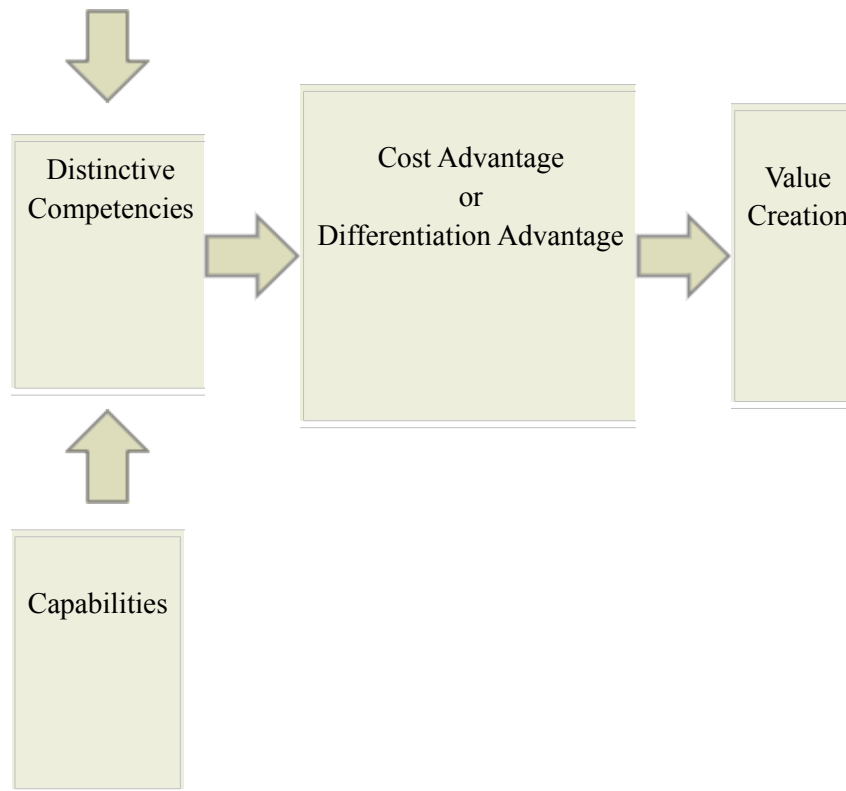 Distinctive
Competencies
Cost Advantage
or
Differentiation Advantage
Value
Creation
Capabilities